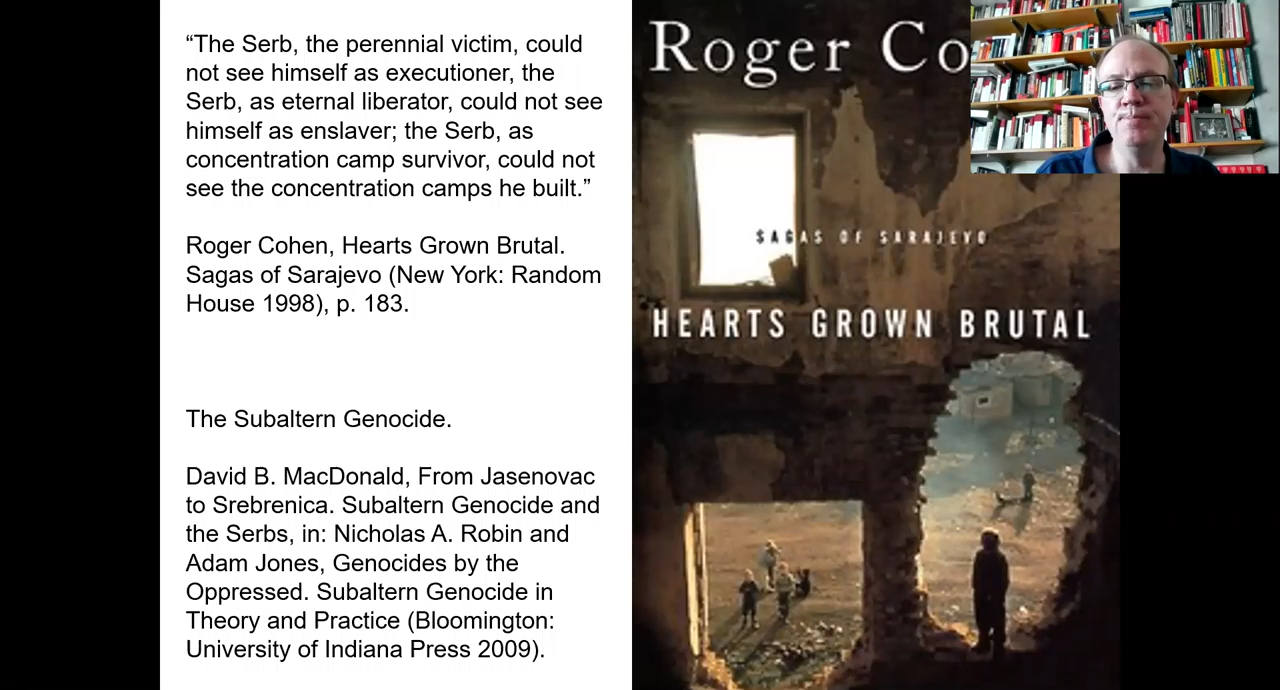 “The Serb, the perennial victim, could
not see himself as executioner, the
Serb, as eternal liberator, could not see
himself as enslaver; the Serb, as
concentration camp survivor, could not
see the concentration camps he built.”
Roger Cohen, Hearts Grown Brutal.
Sagas of Sarajevo (New York: Random
House 1998), p. 183.
The Subaltern Genocide.
David B. MacDonald, From Jasenovac
to Srebrenica. Subaltern Genocide and
the Serbs, in: Nicholas A. Robin and
Adam Jones, Genocides by the
Oppressed. Subaltern Genocide in
Theory and Practice (Bloomington:
University of Indiana Press 2009).
Roger Co
SAGAS OF SARAJEVO
HEARTS GROWN BRUTAL